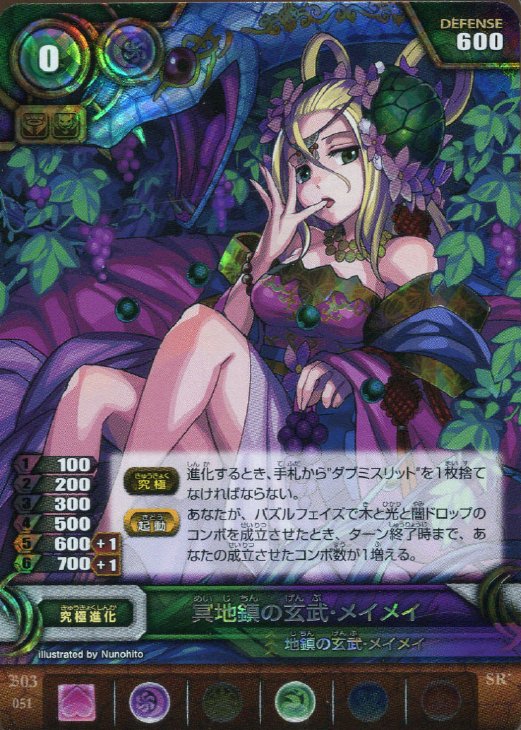 0
DEFENSE
600
1 100
2 200
3 300
4 500
5 600 +1
6 700 +1
究極 進化するとき、手札から"ダブミスリット"を1枚捨て
なければならない。
起動 あなたが、パズルフェイズで木と光と闇ドロップの
コンボを成立させたとき、ターン終了時まで、あ
なたの成立させたコンボ数が1増える。
究極進化
冥地鎮の玄武・メイメイ
地鎮の玄武・メイメイ
illustrated by Nunohito
B03
051
SR